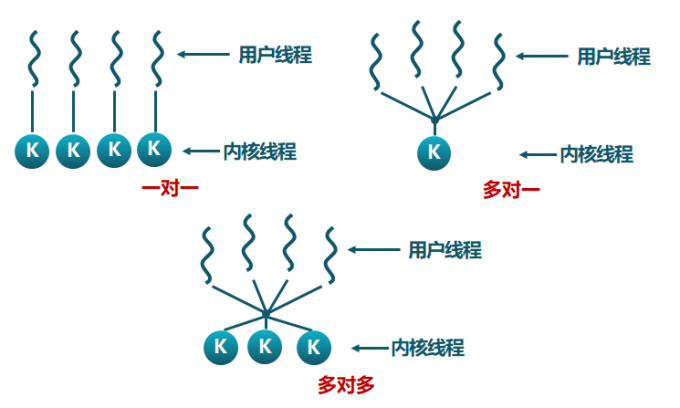 用户线程
K K K K
内核线程
一对一
用户线程
K
内核线程
多对一
用户线程
K K K
内核线程
多对多